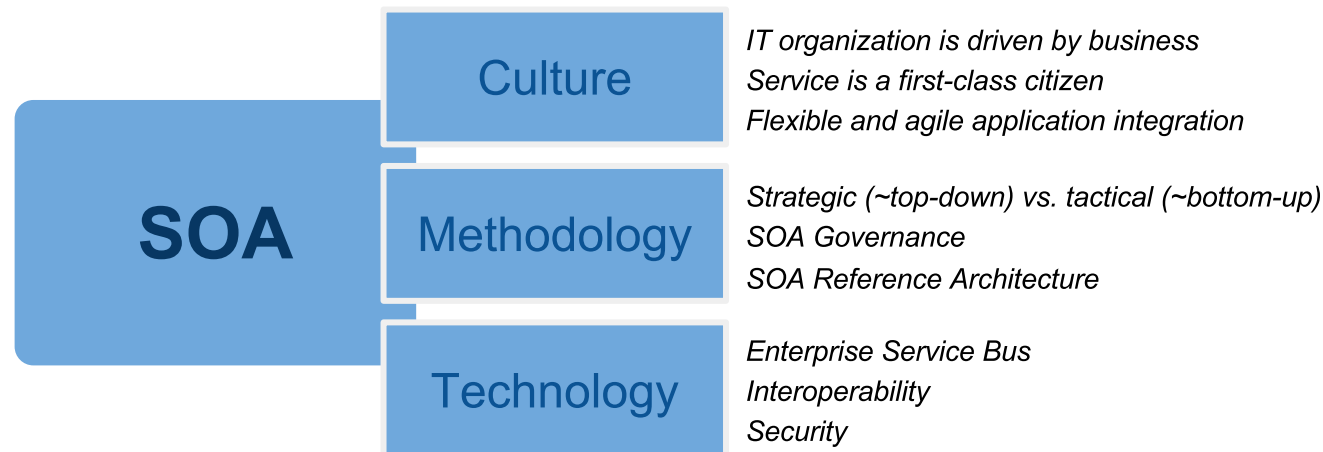 SOA
Culture
IT organization is driven by business
Service is a first-class citizen
Flexible and agile application integration
Methodology
Strategic (~top-down) vs. tactical (~bottom-up)
SOA Governance
SOA Reference Architecture
Technology
Enterprise Service Bus
Interoperability
Security